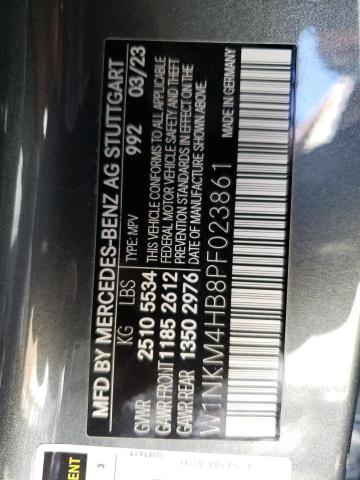 MFD BY MERCEDES-BENZ AG STUTTGART
992 03/23
KG LBS TYPE: MPV
GVWR 2510 5534
GAWR FRONT 1185 2612
GAWR REAR 1350 2976
THIS VEHICLE CONFORMS TO ALL APPLICABLE
FEDERAL MOTOR VEHICLE SAFETY AND THEFT
PREVENTION STANDARDS IN EFFECT ON THE
DATE OF MANUFACTURE SHOWN ABOVE.
W1NKM4HB8PF023861
MADE IN GERMANY
3